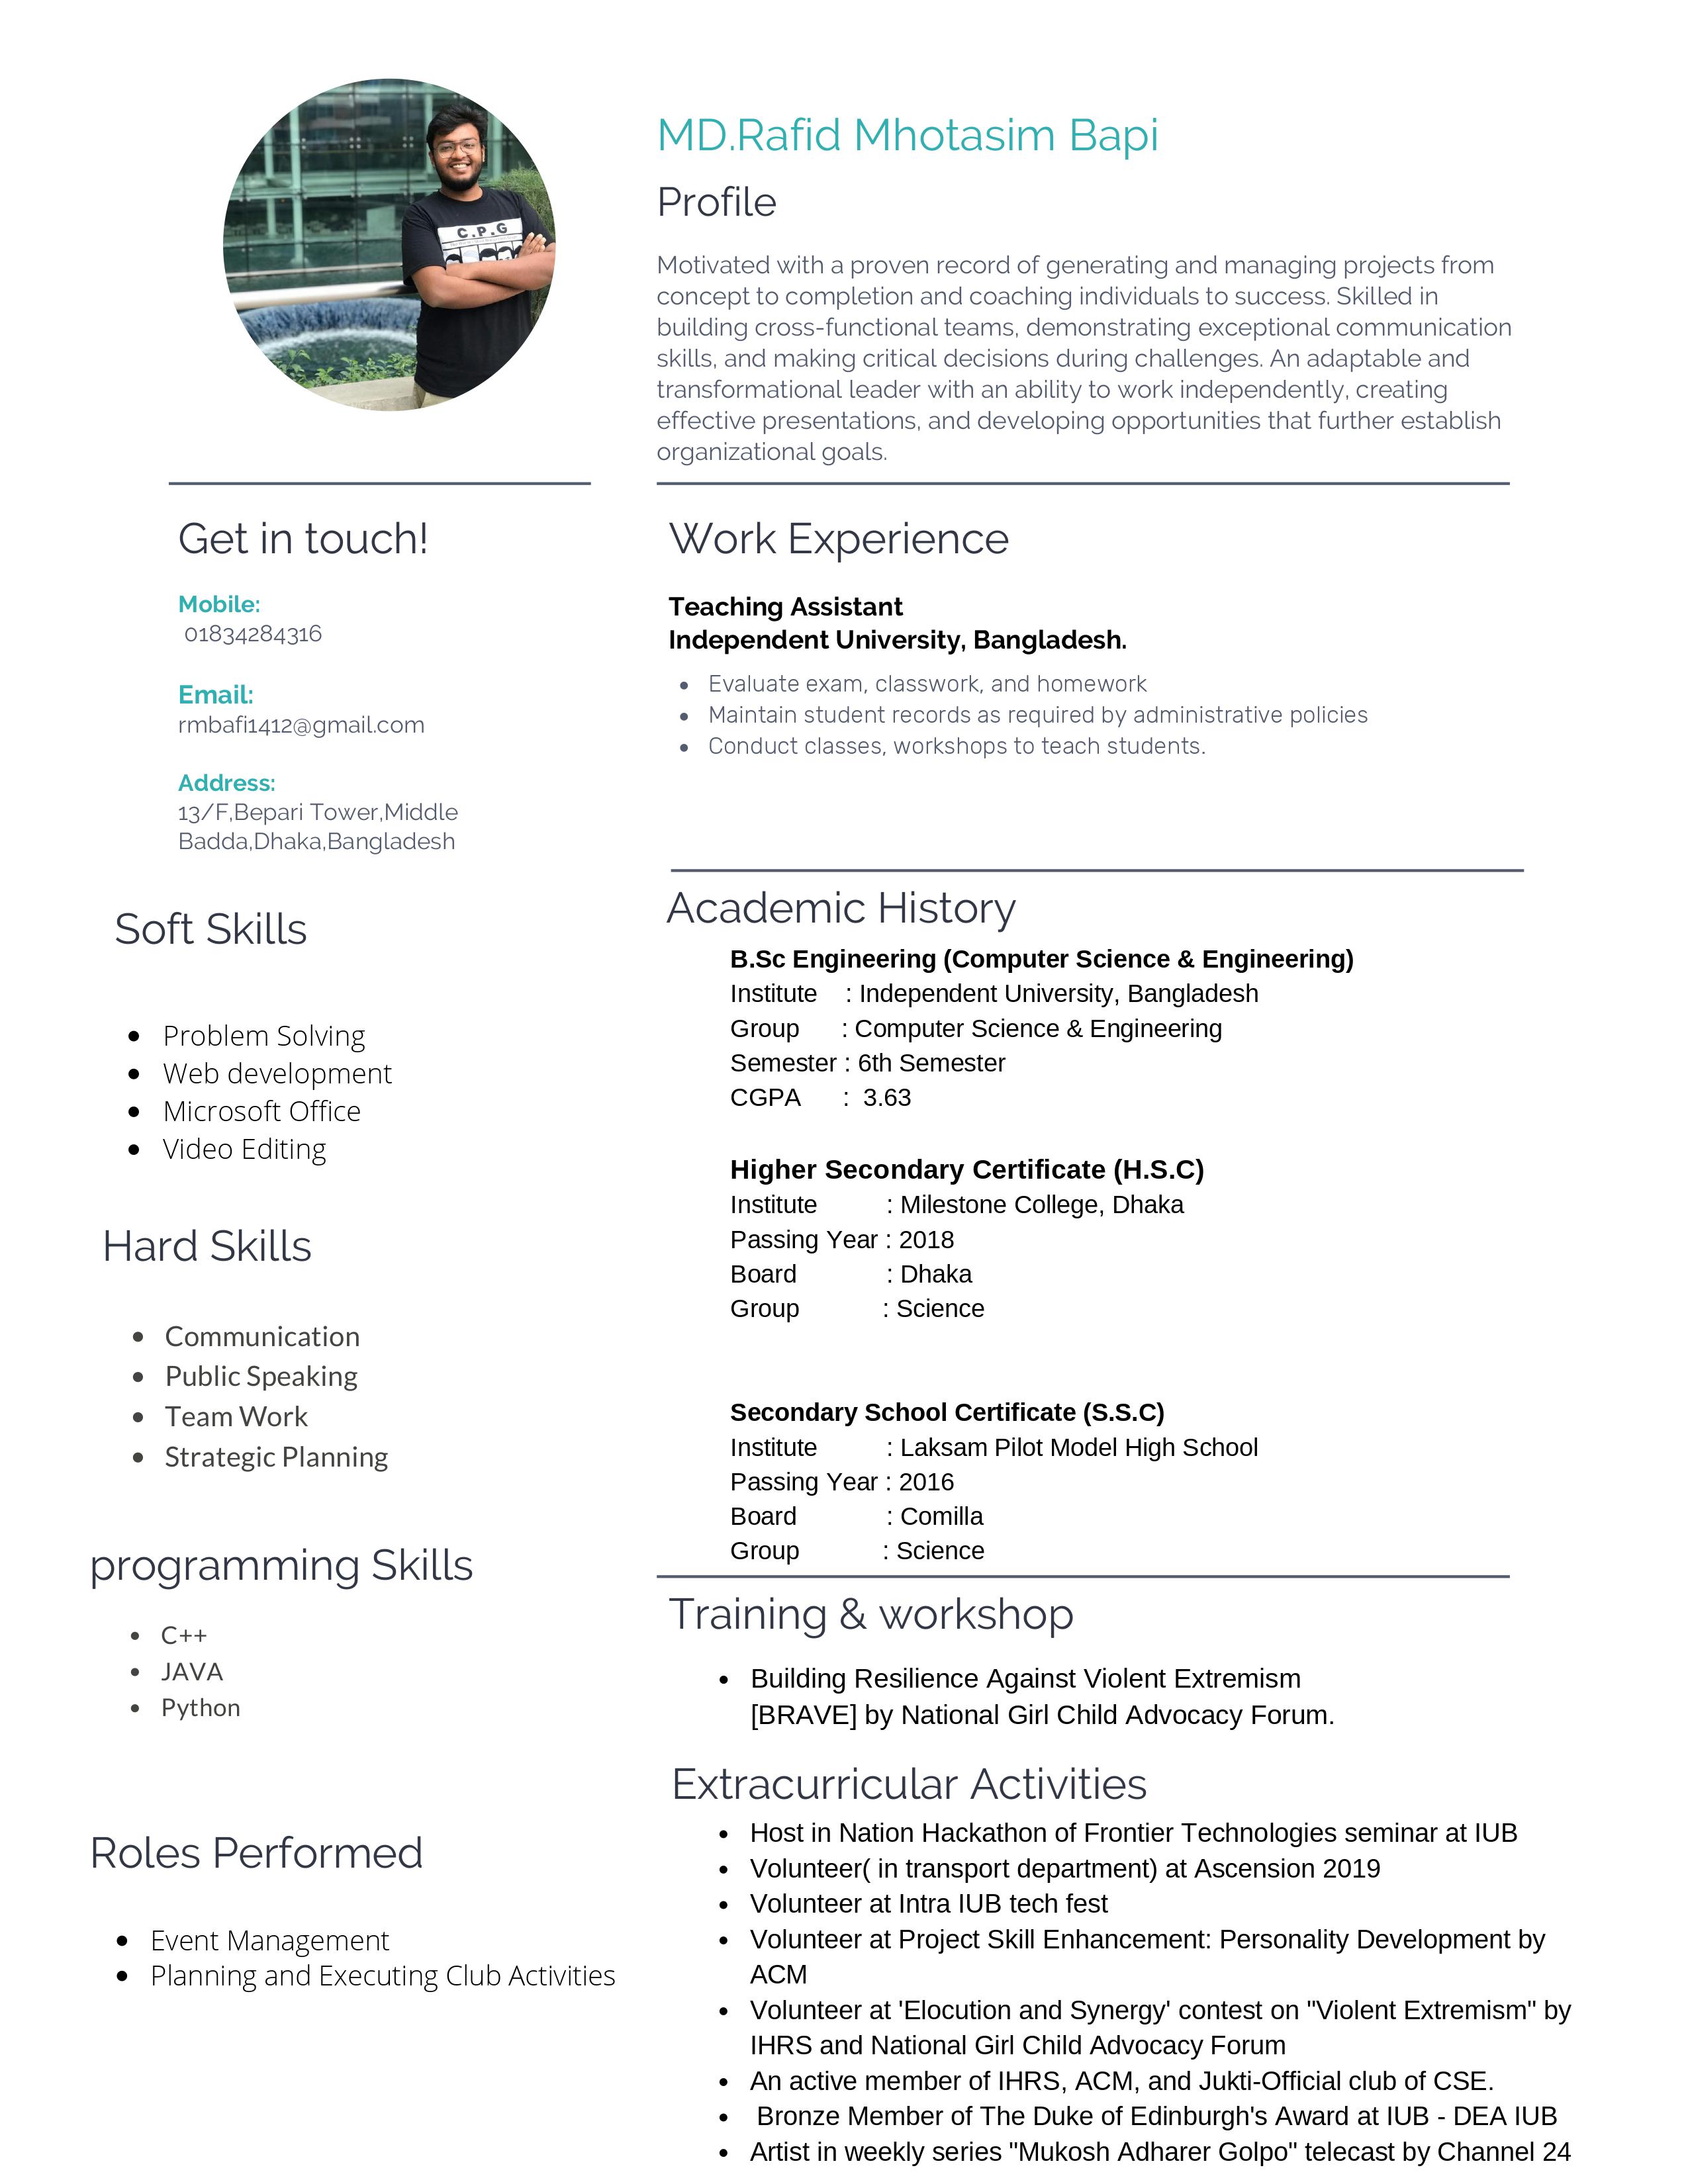 C.P.G
MD.Rafid Mhotasim Bapi
Profile
Motivated with a proven record of generating and managing projects from
concept to completion and coaching individuals to success. Skilled in
building cross-functional teams, demonstrating exceptional communication
skills, and making critical decisions during challenges. An adaptable and
transformational leader with an ability to work independently, creating
effective presentations, and developing opportunities that further establish
organizational goals.
Get in touch!
Mobile:
01834284316
Email:
rmbafi1412@gmail.com
Address:
13/F,Bepari Tower,Middle
Badda,Dhaka,Bangladesh
Soft Skills
• Problem Solving
• Web development
• Microsoft Office
• Video Editing
Hard Skills
• Communication
• Public Speaking
• Team Work
• Strategic Planning
programming Skills
• C++
• JAVA
• Python
Roles Performed
• Event Management
• Planning and Executing Club Activities
Work Experience
Teaching Assistant
Independent University, Bangladesh.
• Evaluate exam, classwork, and homework
• Maintain student records as required by administrative policies
• Conduct classes, workshops to teach students.
Academic History
B.Sc Engineering (Computer Science & Engineering)
Institute : Independent University, Bangladesh
Group : Computer Science & Engineering
Semester : 6th Semester
CGPA : 3.63
Higher Secondary Certificate (H.S.C)
Institute : Milestone College, Dhaka
Passing Year : 2018
Board : Dhaka
Group : Science
Secondary School Certificate (S.S.C)
Institute : Laksam Pilot Model High School
Passing Year : 2016
Board : Comilla
Group : Science
Training & workshop
• Building Resilience Against Violent Extremism
[BRAVE] by National Girl Child Advocacy Forum.
Extracurricular Activities
• Host in Nation Hackathon of Frontier Technologies seminar at IUB
• Volunteer( in transport department) at Ascension 2019
• Volunteer at Intra IUB tech fest
• Volunteer at Project Skill Enhancement: Personality Development by
ACM
• Volunteer at 'Elocution and Synergy' contest on "Violent Extremism" by
IHRS and National Girl Child Advocacy Forum
• An active member of IHRS, ACM, and Jukti-Official club of CSE.
• Bronze Member of The Duke of Edinburgh's Award at IUB - DEA IUB
• Artist in weekly series "Mukosh Adharer Golpo" telecast by Channel 24